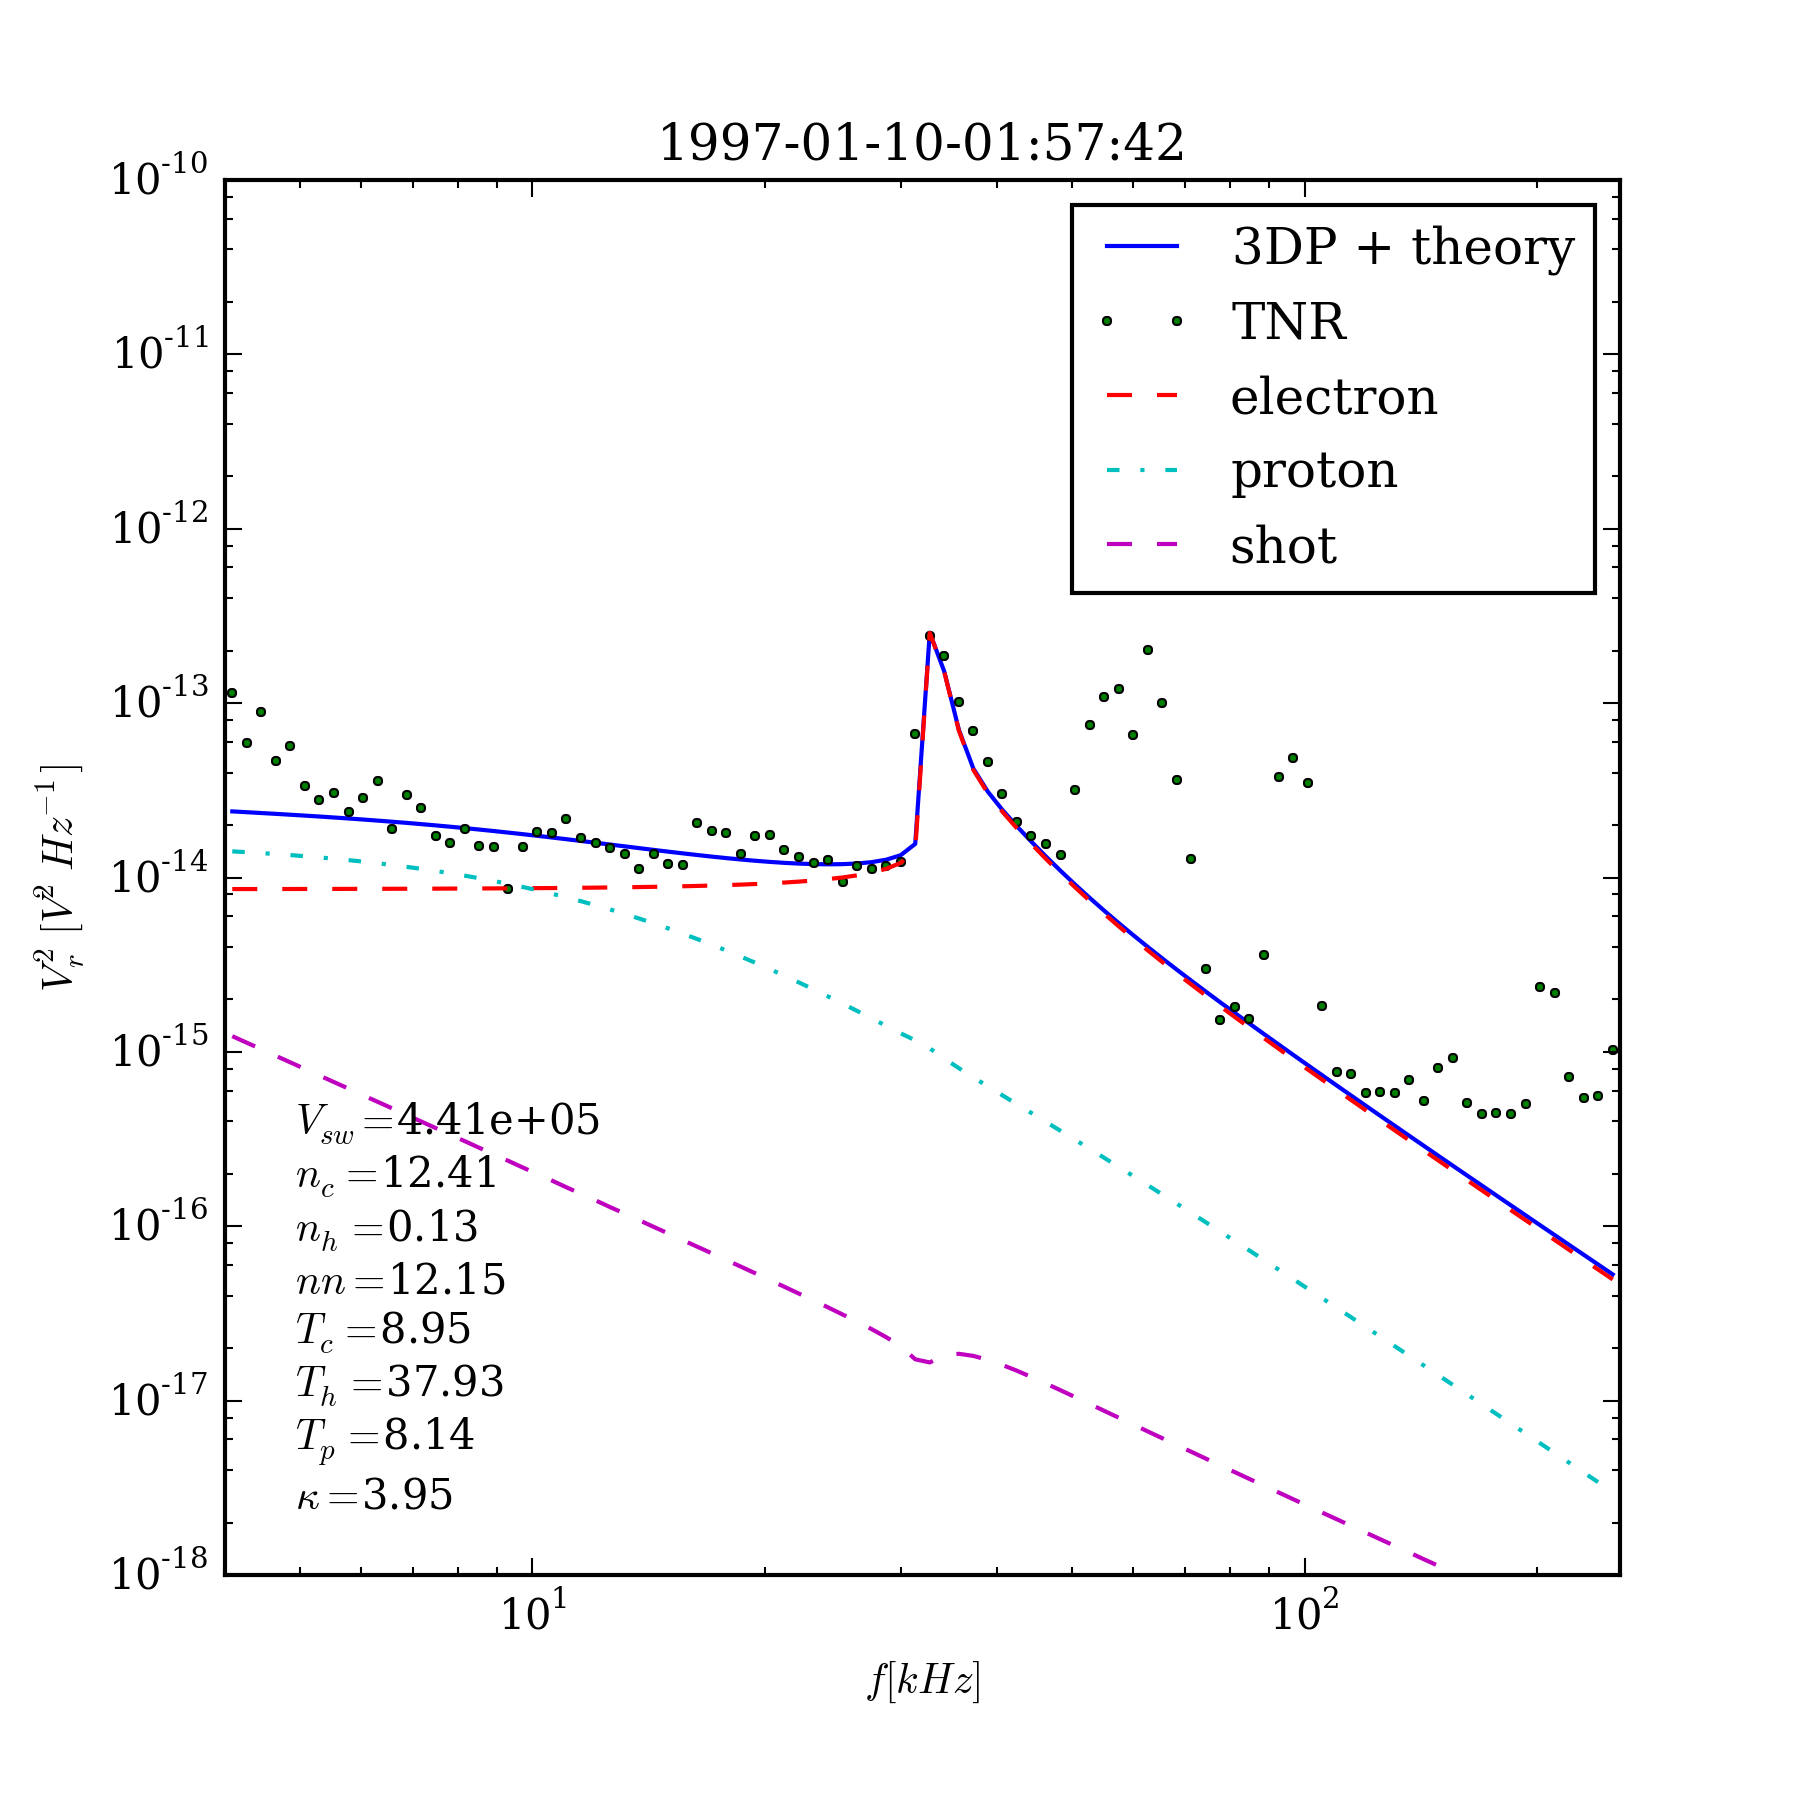 1997-01-10-01:57:42
10^-10
10^-11
10^-12
10^-13
10^-14
10^-15
10^-16
10^-17
10^-18
V_r^2 [V^2 Hz^−1]
3DP + theory
TNR
electron
proton
shot
V_sw=4.41e+05
n_c=12.41
n_h=0.13
nn=12.15
T_c=8.95
T_h=37.93
T_p=8.14
κ=3.95
10^1 10^2
f[kHz]